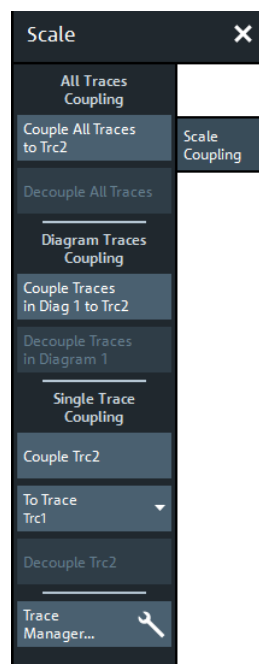 Scale
All Traces
Coupling
Couple All Traces
to Trc2
Scale
Coupling
Decouple All Traces
Diagram Traces
Coupling
Couple Traces
in Diag 1 to Trc2
Decouple Traces
in Diagram 1
Single Trace
Coupling
Couple Trc2
To Trace
Trc1
Decouple Trc2
Trace
Manager...